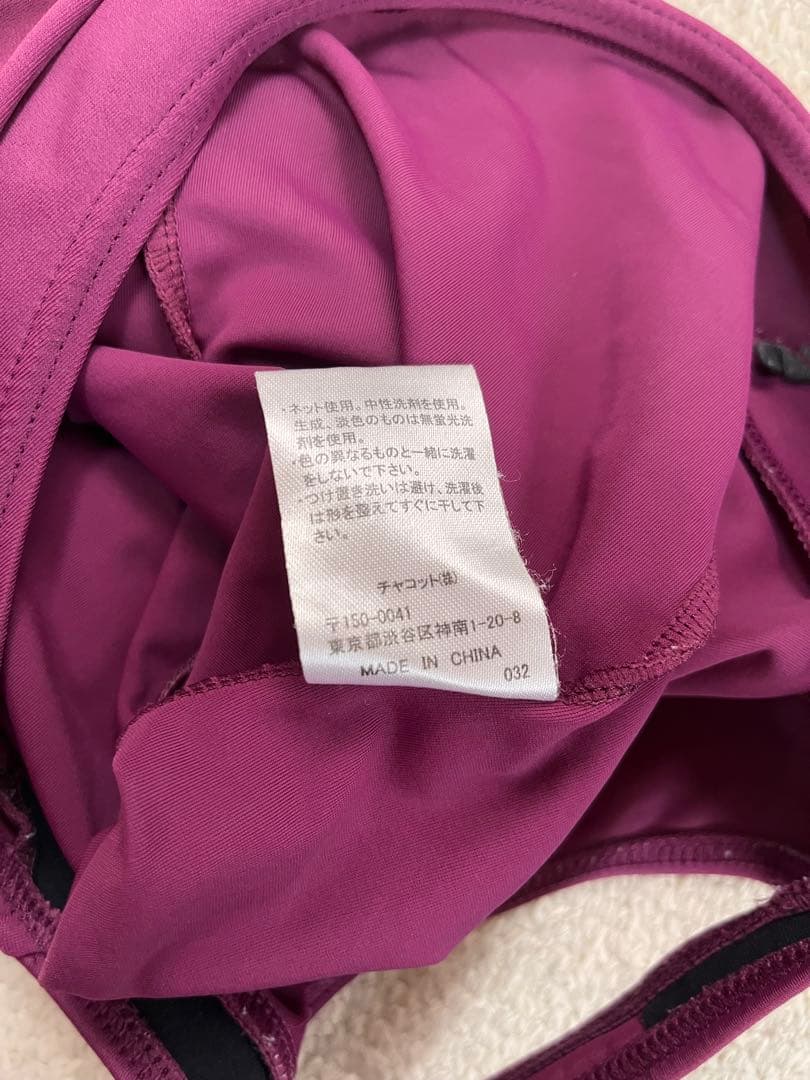 ・ネット使用。中性洗剤を使用。
生成、淡色のものは無蛍光洗
剤を使用。
・色の異なるものと一緒に洗濯
をしないで下さい。
・つけ置き洗いは避け、洗濯後
は形を整えてすぐに干して下
さい。
チャコット(株)
〒150-0041
東京都渋谷区神南1-20-8
MADE IN CHINA
032